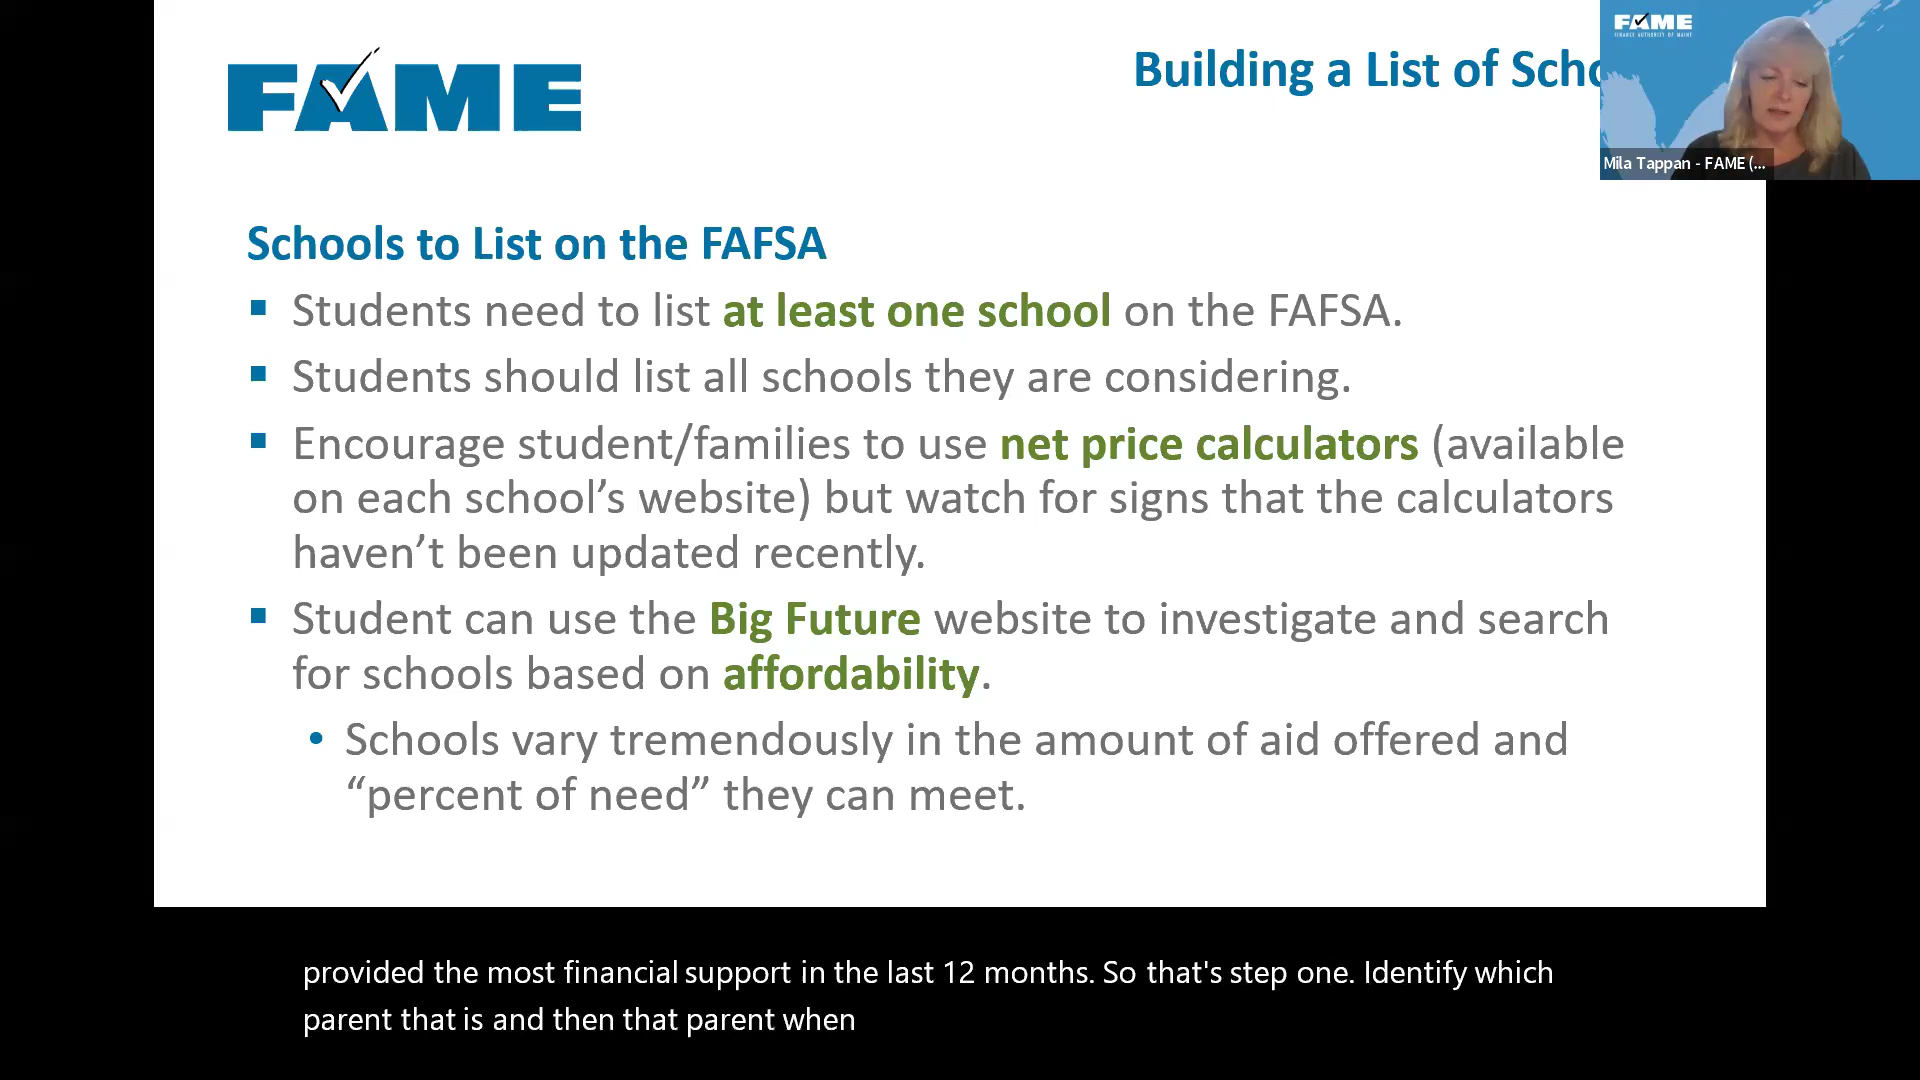 FAME
Building a List of Scho
FAME
FINANCE AUTHORITY OF MAINE
Mila Tappan - FAME (...
Schools to List on the FAFSA
Students need to list at least one school on the FAFSA.
Students should list all schools they are considering.
Encourage student/families to use net price calculators (available
on each school’s website) but watch for signs that the calculators
haven’t been updated recently.
Student can use the Big Future website to investigate and search
for schools based on affordability.
Schools vary tremendously in the amount of aid offered and
“percent of need” they can meet.
provided the most financial support in the last 12 months. So that's step one. Identify which
parent that is and then that parent when